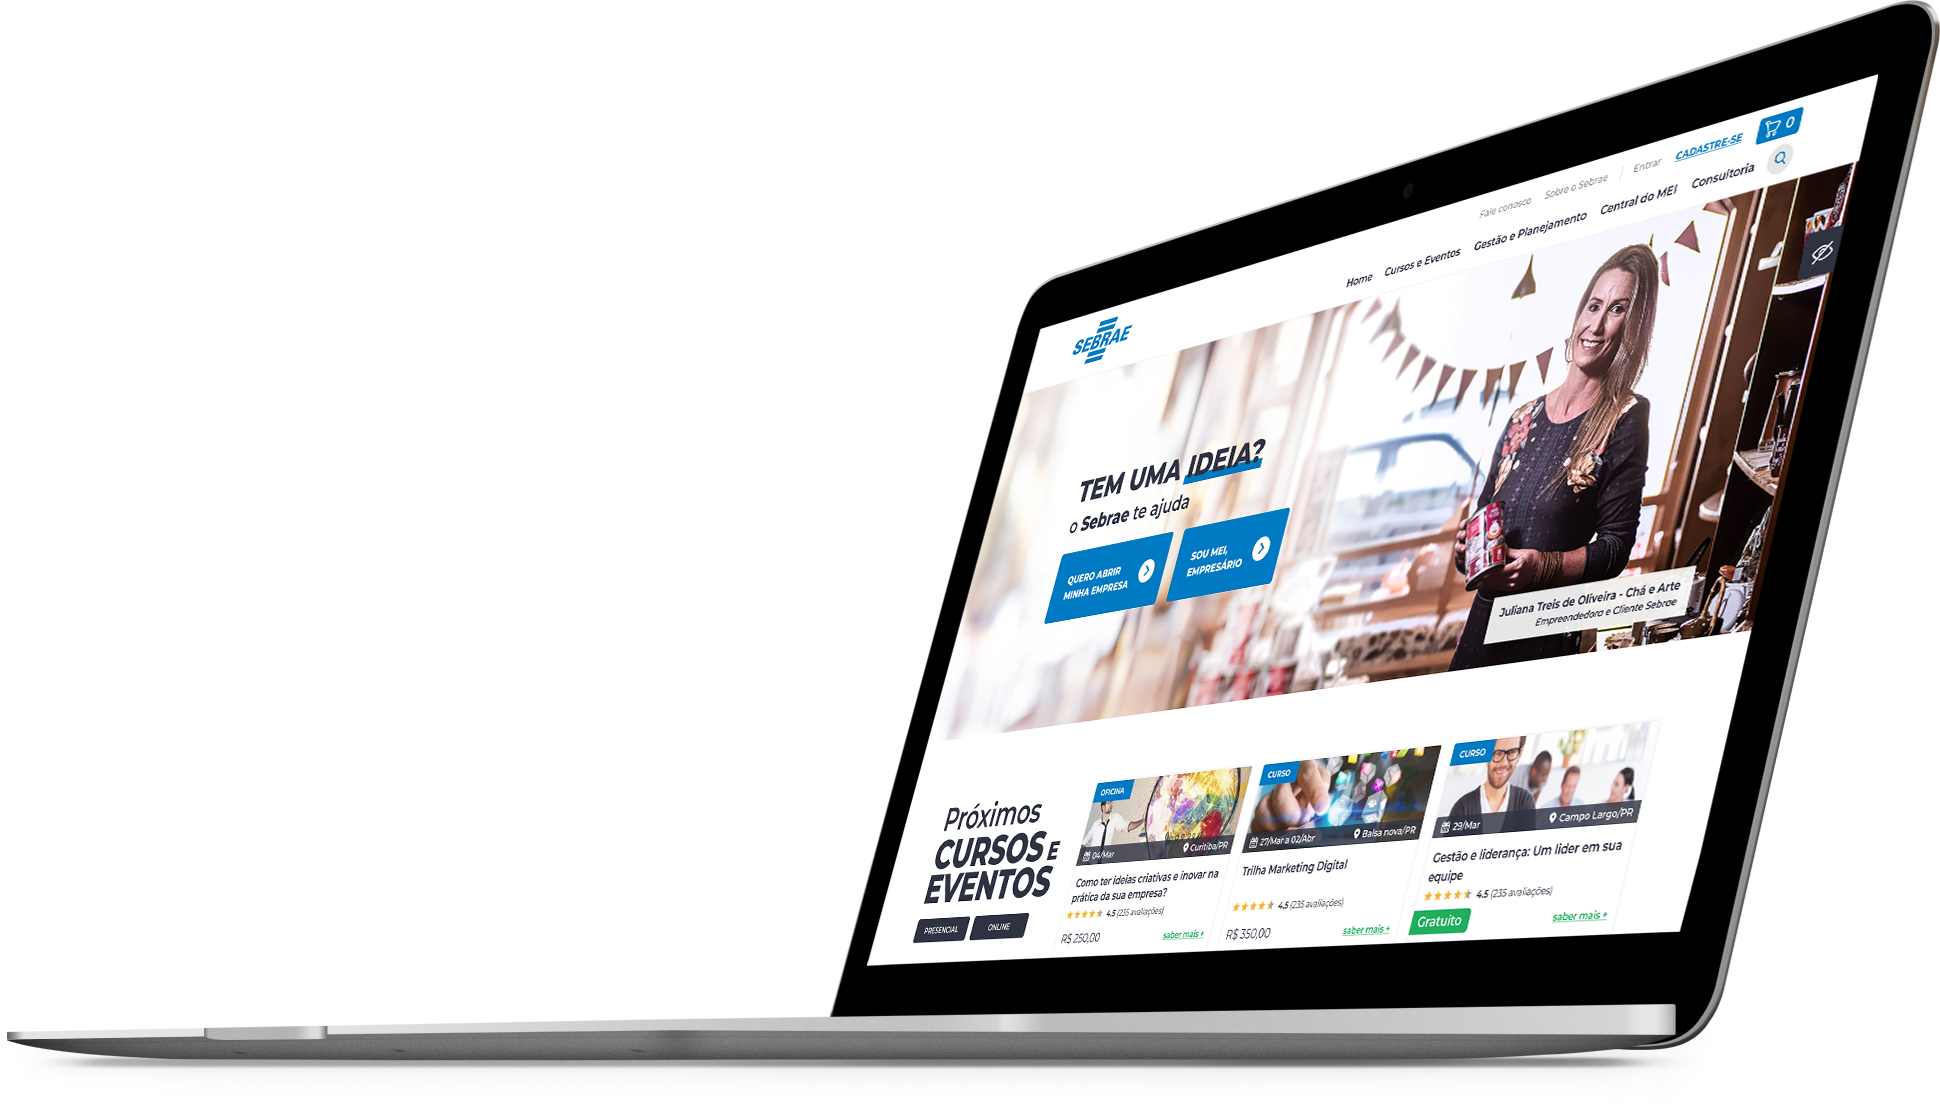 Fale conosco
Sobre o Sebrae
Entrar
CADASTRE-SE
0
SEBRAE
Home
Cursos e Eventos
Gestão e Planejamento
Central do MEI
Consultoria
TEM UMA IDEIA?
o Sebrae te ajuda
QUERO ABRIR
MINHA EMPRESA
SOU MEI,
EMPRESÁRIO
Juliana Treis de Oliveira - Chá e Arte
Empreendedora e Cliente Sebrae
Próximos
CURSOS E
EVENTOS
PRESENCIAL
ONLINE
OFICINA
04/Mar
Curitiba/PR
Como ter ideias criativas e inovar na
prática da sua empresa?
4.5 (235 avaliações)
R$ 250,00
saber mais +
CURSO
27/Mar a 02/Abr
Balsa nova/PR
Trilha Marketing Digital
4.5 (235 avaliações)
R$ 350,00
saber mais +
CURSO
29/Mar
Campo Largo/PR
Gestão e liderança: Um lider em sua
equipe
4.5 (235 avaliações)
Gratuito
saber mais +